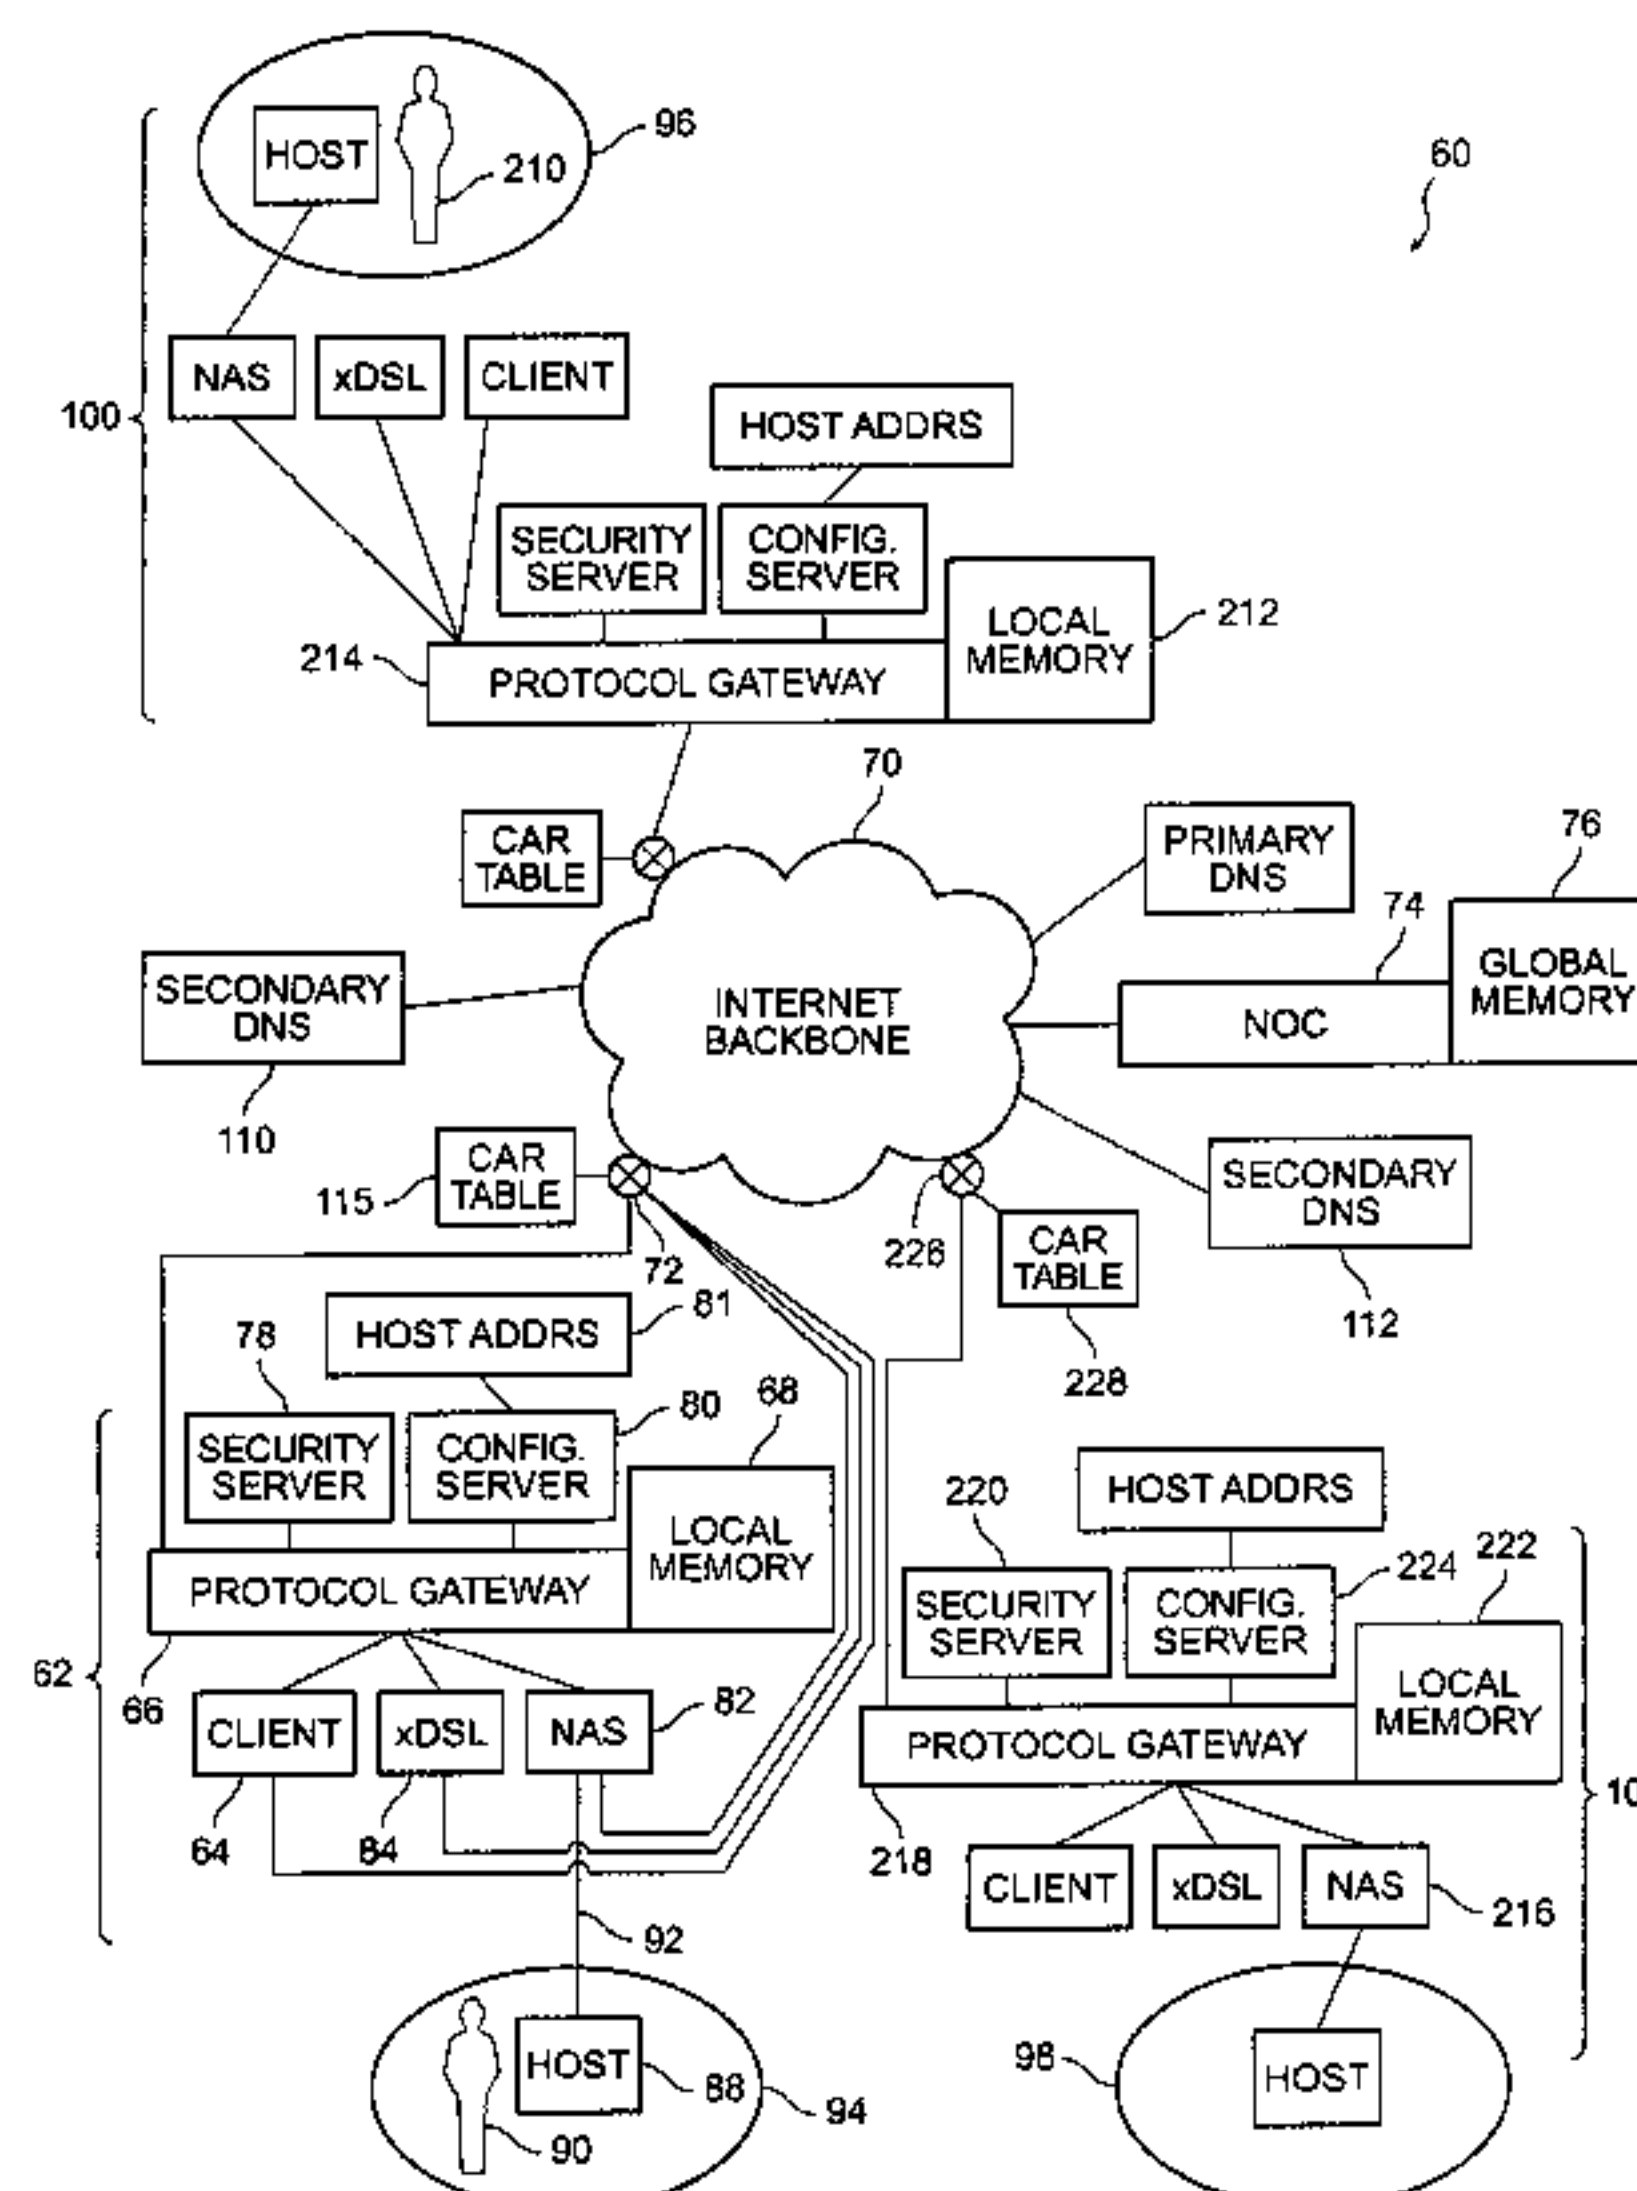 96
HOST
210
60
NAS
xDSL
CLIENT
100
HOST ADDRS
SECURITY
SERVER
CONFIG.
SERVER
LOCAL
MEMORY
212
214
PROTOCOL GATEWAY
70
CAR
TABLE
PRIMARY
DNS
76
74
GLOBAL
MEMORY
SECONDARY
DNS
INTERNET
BACKBONE
NOC
110
CAR
TABLE
115
SECONDARY
DNS
72
226
CAR
TABLE
112
81
78
HOST ADDRS
228
80
68
SECURITY
SERVER
CONFIG.
SERVER
LOCAL
MEMORY
220
HOST ADDRS
222
224
PROTOCOL GATEWAY
SECURITY
SERVER
CONFIG.
SERVER
62
66
LOCAL
MEMORY
CLIENT
xDSL
NAS
82
PROTOCOL GATEWAY
10
64
84
218
CLIENT
xDSL
NAS
216
92
HOST
88
98
HOST
94
90